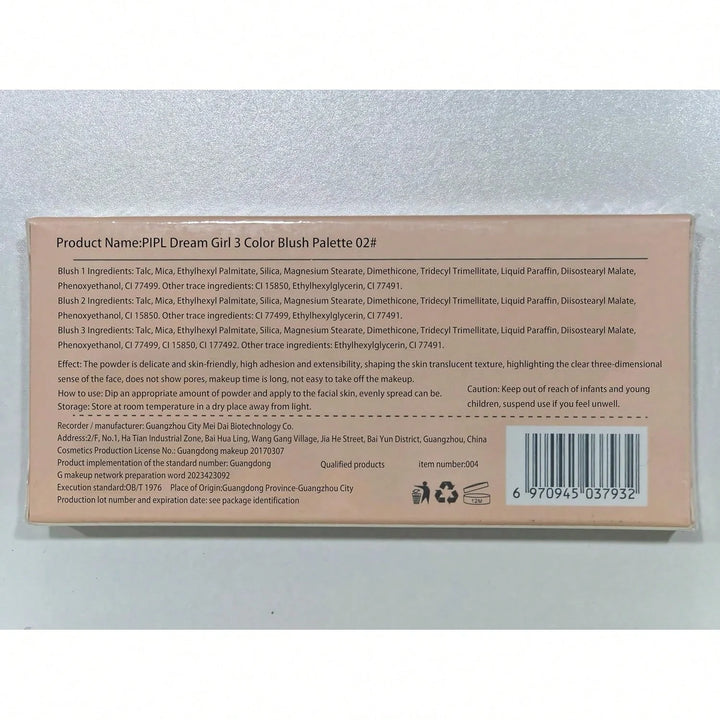 Product Name:PIPL Dream Girl 3 Color Blush Palette 02#
Blush 1 Ingredients: Talc, Mica, Ethylhexyl Palmitate, Silica, Magnesium Stearate, Dimethicone, Tridecyl Trimellitate, Liquid Paraffin, Diisostearyl Malate,
Phenoxyethanol, CI 77499. Other trace ingredients: CI 15850, Ethylhexylglycerin, CI 77491.
Blush 2 Ingredients: Talc, Mica, Ethylhexyl Palmitate, Silica, Magnesium Stearate, Dimethicone, Tridecyl Trimellitate, Liquid Paraffin, Diisostearyl Malate,
Phenoxyethanol, CI 15850. Other trace ingredients: CI 77499, Ethylhexylglycerin, CI 77491.
Blush 3 Ingredients: Talc, Mica, Ethylhexyl Palmitate, Silica, Magnesium Stearate, Dimethicone, Tridecyl Trimellitate, Liquid Paraffin, Diisostearyl Malate,
Phenoxyethanol, CI 77499, CI 15850, CI 177492. Other trace ingredients: Ethylhexylglycerin, CI 77491.
Effect: The powder is delicate and skin-friendly, high adhesion and extensibility, shaping the skin translucent texture, highlighting the clear three-dimensional
sense of the face, does not show pores, makeup time is long, not easy to take off the makeup.
How to use: Dip an appropriate amount of powder and apply to the facial skin, evenly spread can be.
Storage: Store at room temperature in a dry place away from light.
Caution: Keep out of reach of infants and young
children, suspend use if you feel unwell.
Recorder / manufacturer: Guangzhou City Mei Dai Biotechnology Co.
Address:2/F, No.1, Ha Tian Industrial Zone, Bai Hua Ling, Wang Gang Village, Jia He Street, Bai Yun District, Guangzhou, China
Cosmetics Production License No.: Guangdong makeup 20170307
Product implementation of the standard number: Guangdong
Qualified products
item number:004
G makeup network preparation word 2023423092
Execution standard:OB/T 1976 Place of Origin:Guangdong Province-Guangzhou City
Production lot number and expiration date: see package identification
12M
6 970945 037932